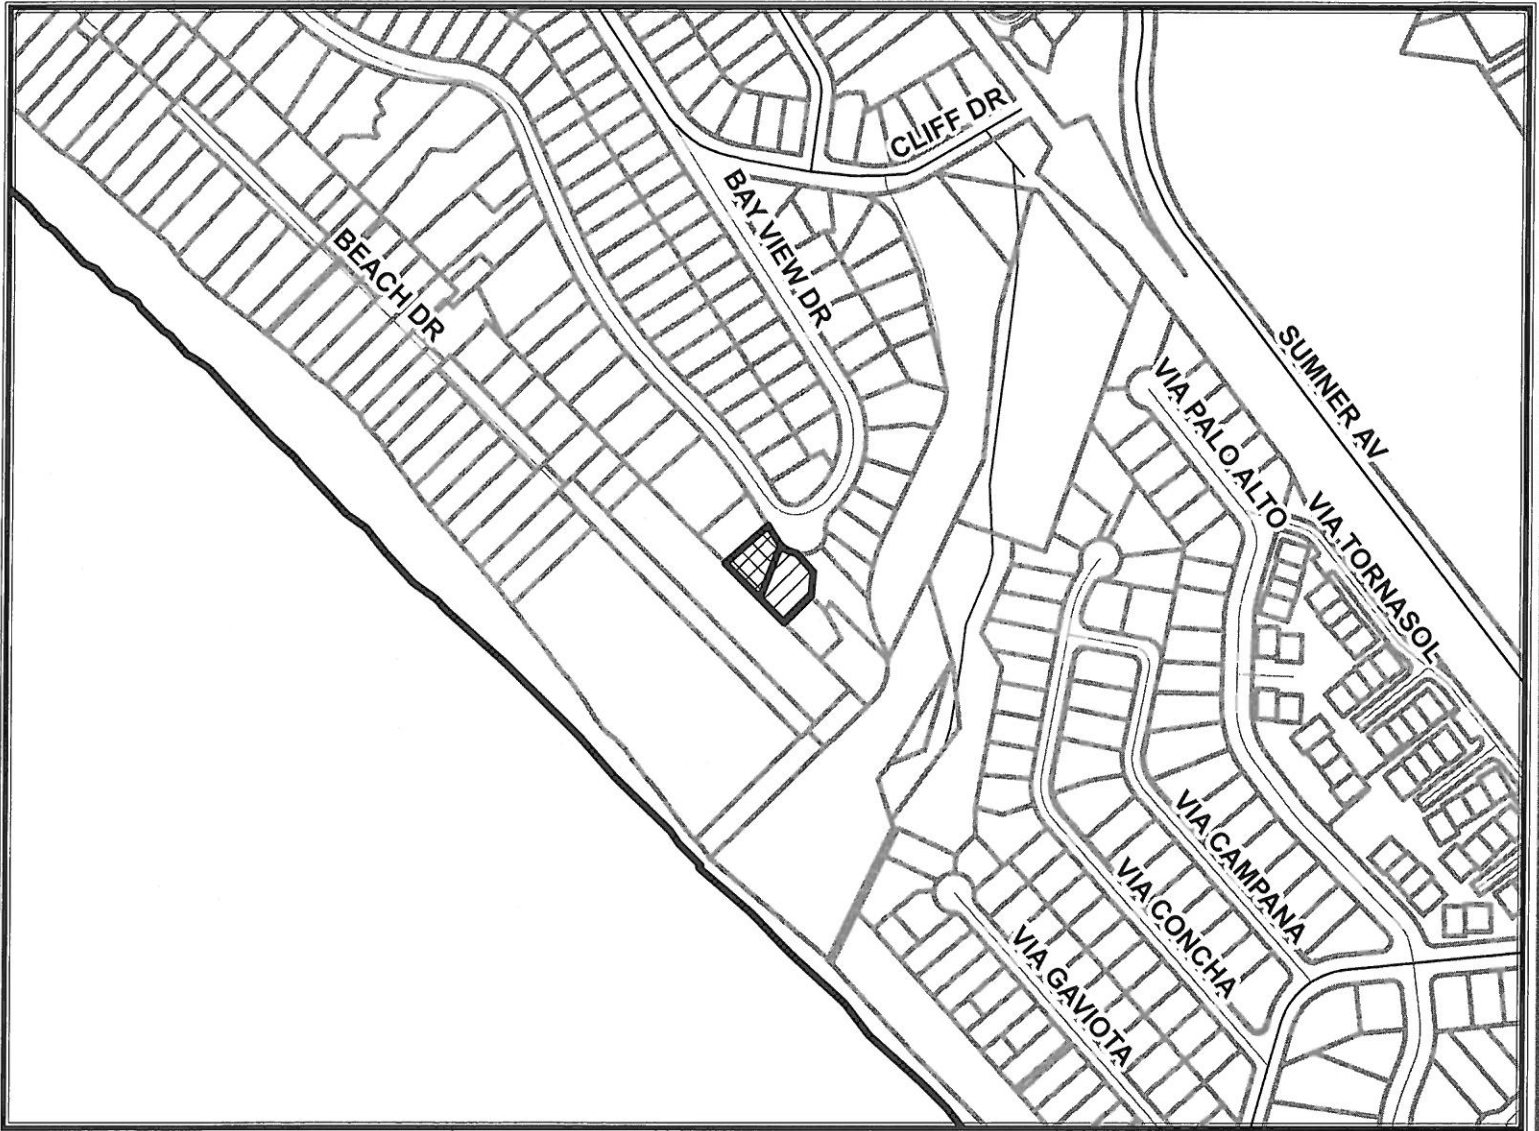 CLIFF DR
BAY VIEW DR
BEACH DR
SUMNER AV
VIA PALO ALTO
VIA TORNASOL
VIA CAMPANA
VIA CONCHA
VIA GAVIOTA